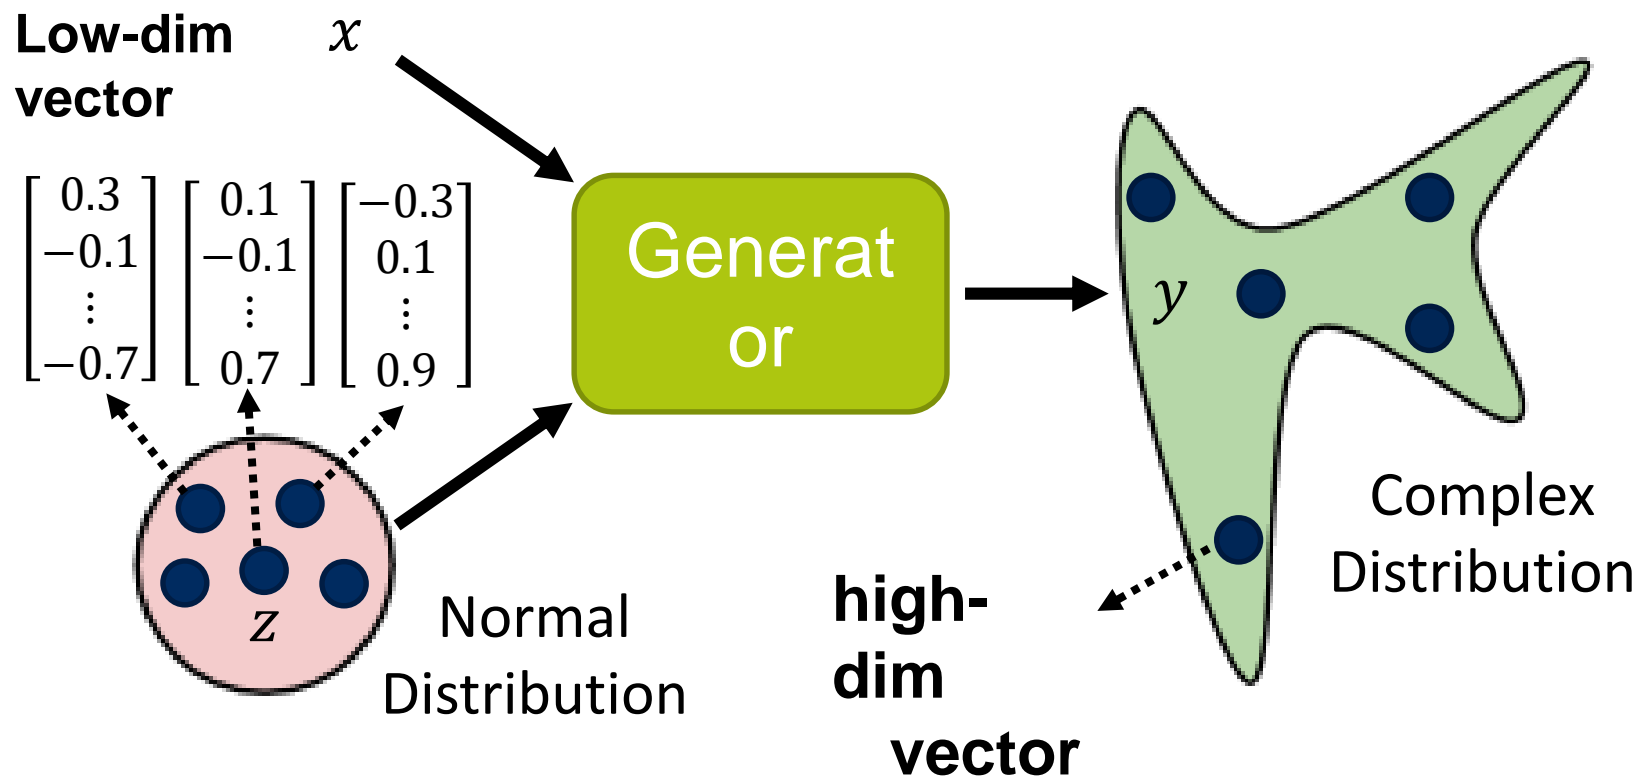 Low-dim
vector
x
[0.3 −0.1 ⋮ −0.7] [0.1 −0.1 ⋮ 0.7] [−0.3 0.1 ⋮ 0.9]
Generat
or
y
z
Normal
Distribution
high-
dim
vector
Complex
Distribution